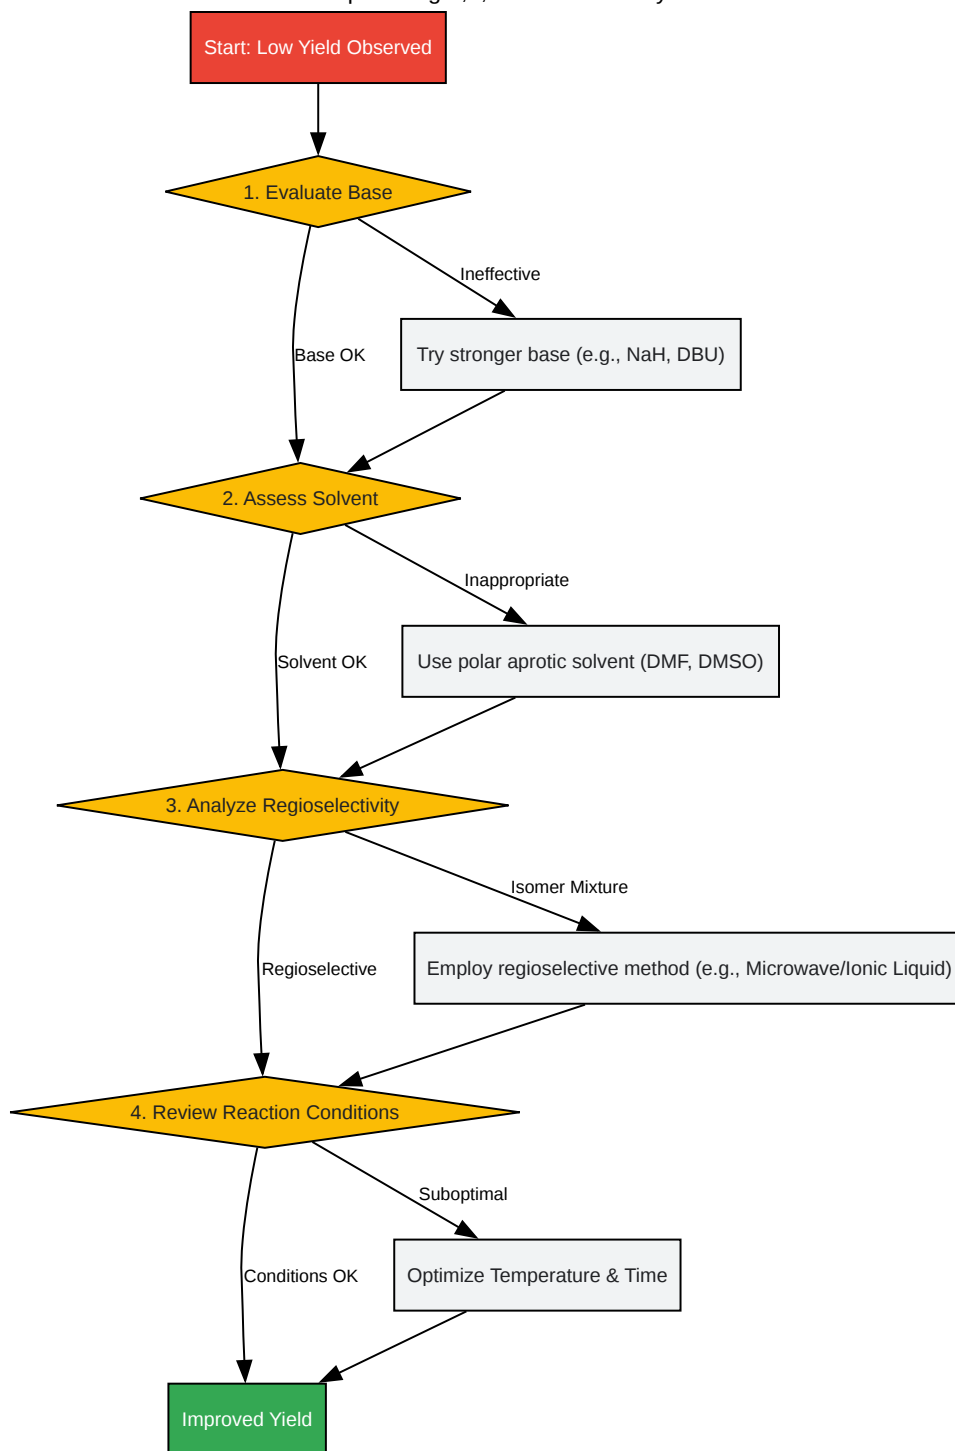 Start: Low Yield Observed
1. Evaluate Base
Ineffective
Base OK
Try stronger base (e.g., NaH, DBU)
2. Assess Solvent
Inappropriate
Solvent OK
Use polar aprotic solvent (DMF, DMSO)
3. Analyze Regioselectivity
Isomer Mixture
Regioselective
Employ regioselective method (e.g., Microwave/Ionic Liquid)
4. Review Reaction Conditions
Suboptimal
Conditions OK
Optimize Temperature & Time
Improved Yield